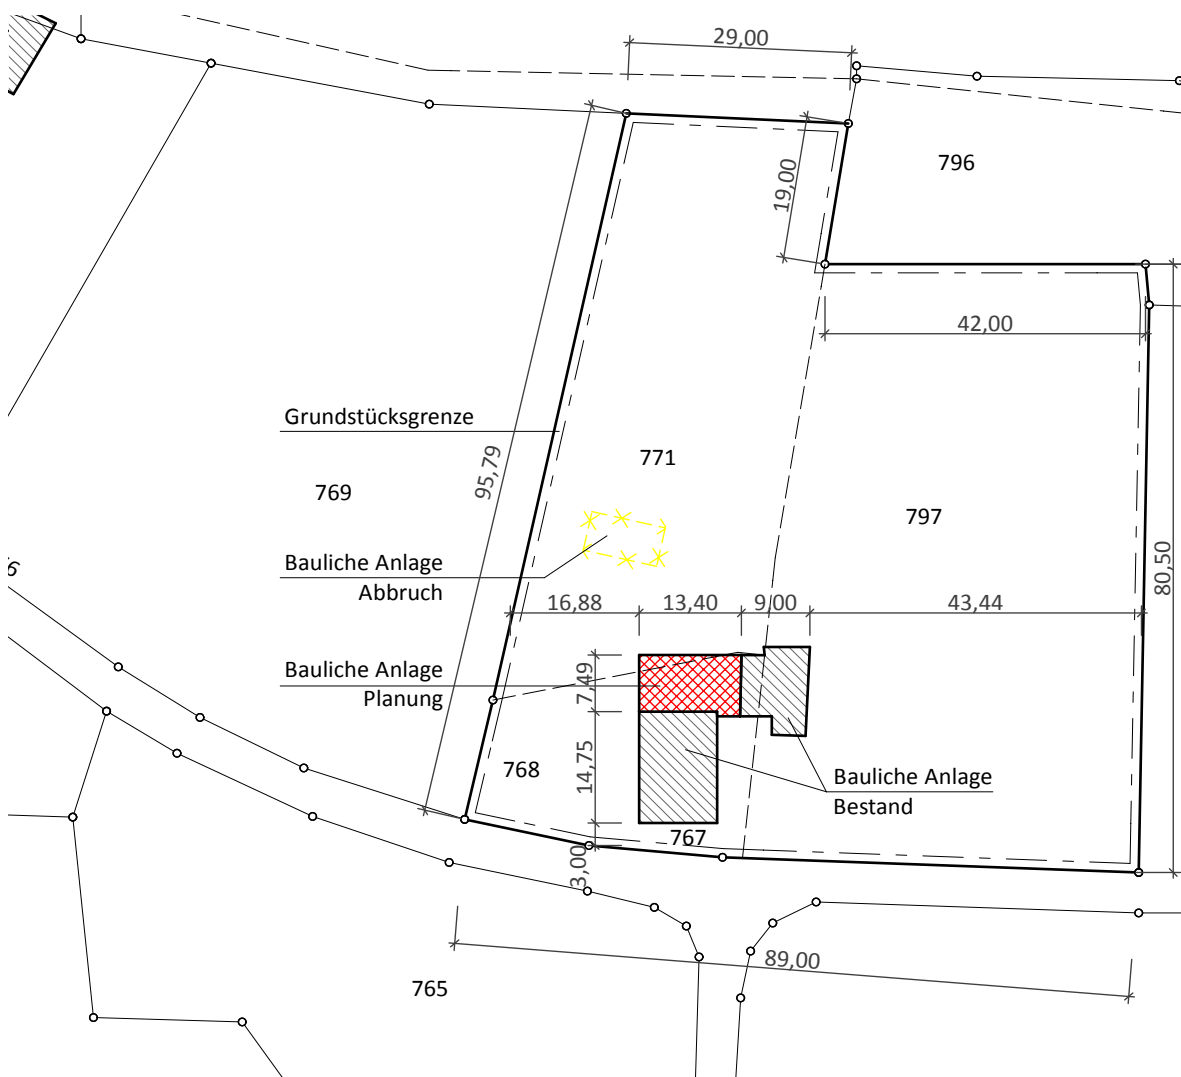 29,00
796
19,00
42,00
Grundstücksgrenze
95,79
771
769
797
Bauliche Anlage
Abbruch
80,50
16,88
13,40
9,00
43,44
Bauliche Anlage
Planung
7,49
14,75
768
Bauliche Anlage
Bestand
767
3,00
89,00
765